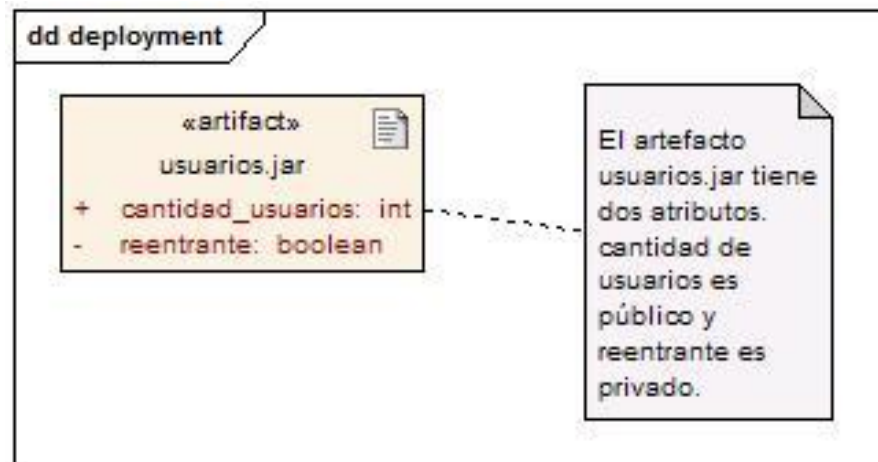 dd deployment
«artifact»
usuarios.jar
+ cantidad_usuarios: int
- reentrante: boolean
El artefacto
usuarios.jar tiene
dos atributos.
cantidad de
usuarios es
público y
reentrante es
privado.